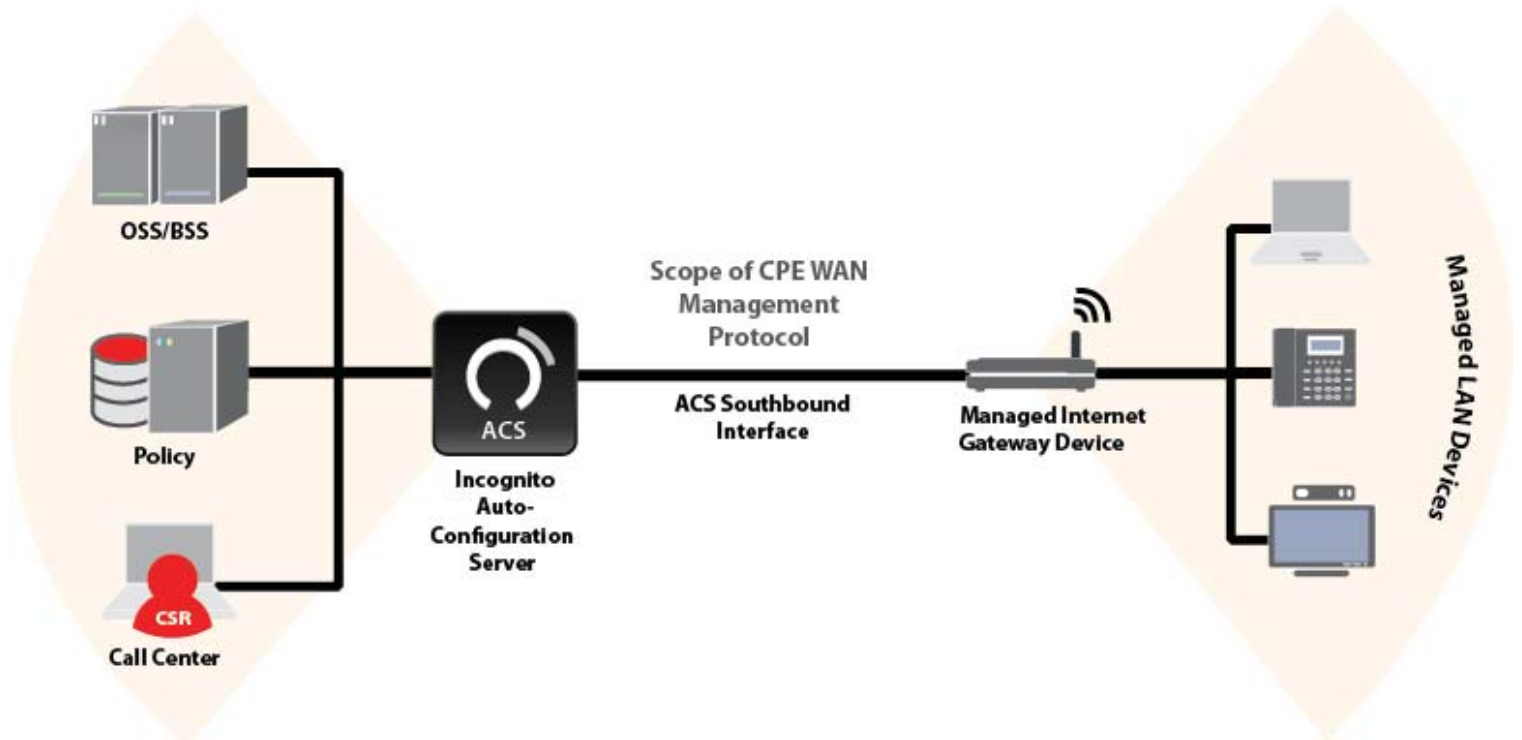 OSS/BSS
Policy
CSR
Call Center
ACS
Incognito
Auto-
Configuration
Server
Scope of CPE WAN
Management
Protocol
ACS Southbound
Interface
Managed Internet
Gateway Device
Managed LAN Devices